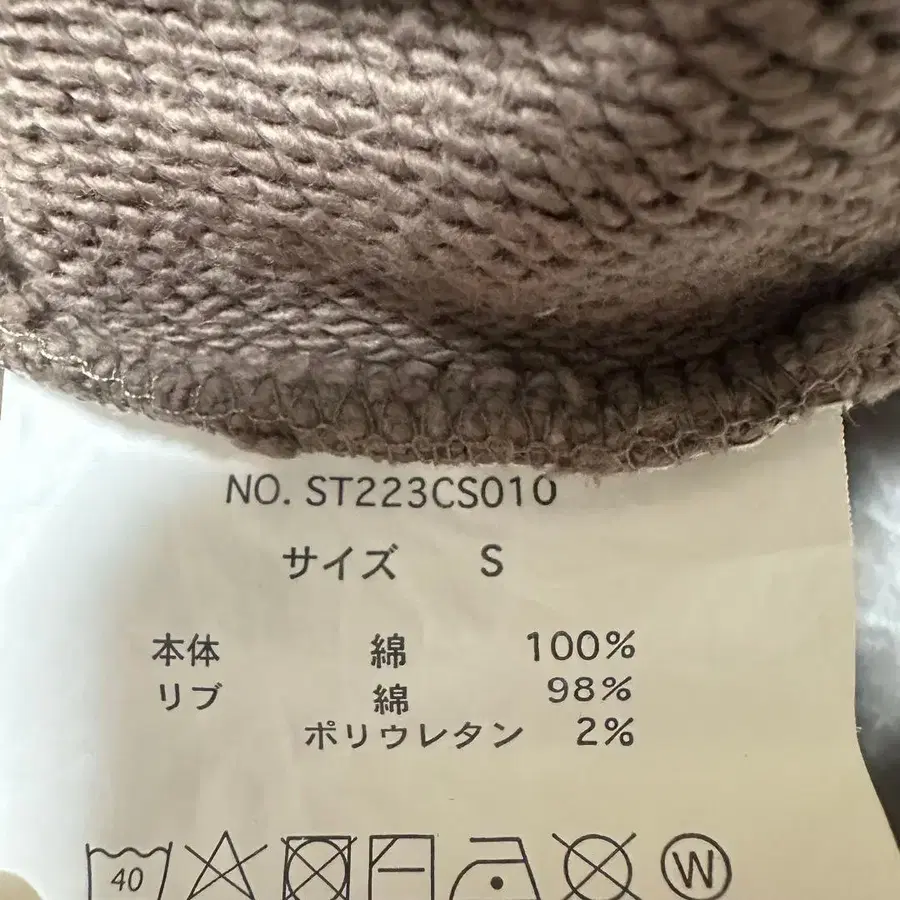 NO. ST223CS010
サイズ S
本体 綿 100%
リブ 綿 98%
ポリウレタン 2%
40 W